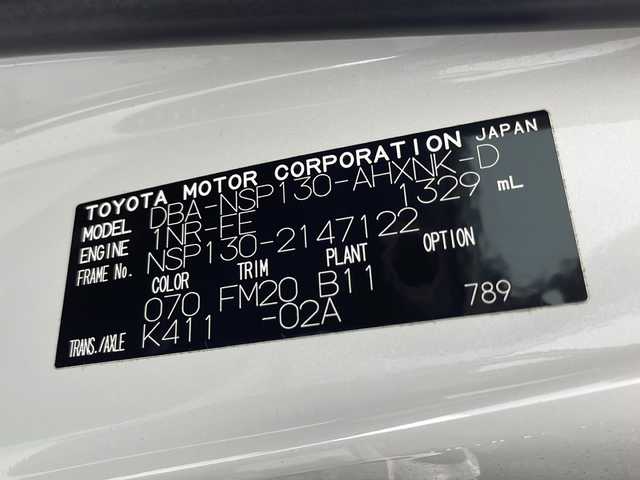 TOYOTA MOTOR CORPORATION JAPAN
MODEL DBA-NSP130-AHXNK-D
ENGINE 1NR-FE 1329 mL
FRAME No. NSP130-2147122
COLOR TRIM PLANT OPTION
070 FM20 B11
TRANS./AXLE K411 -02A 789